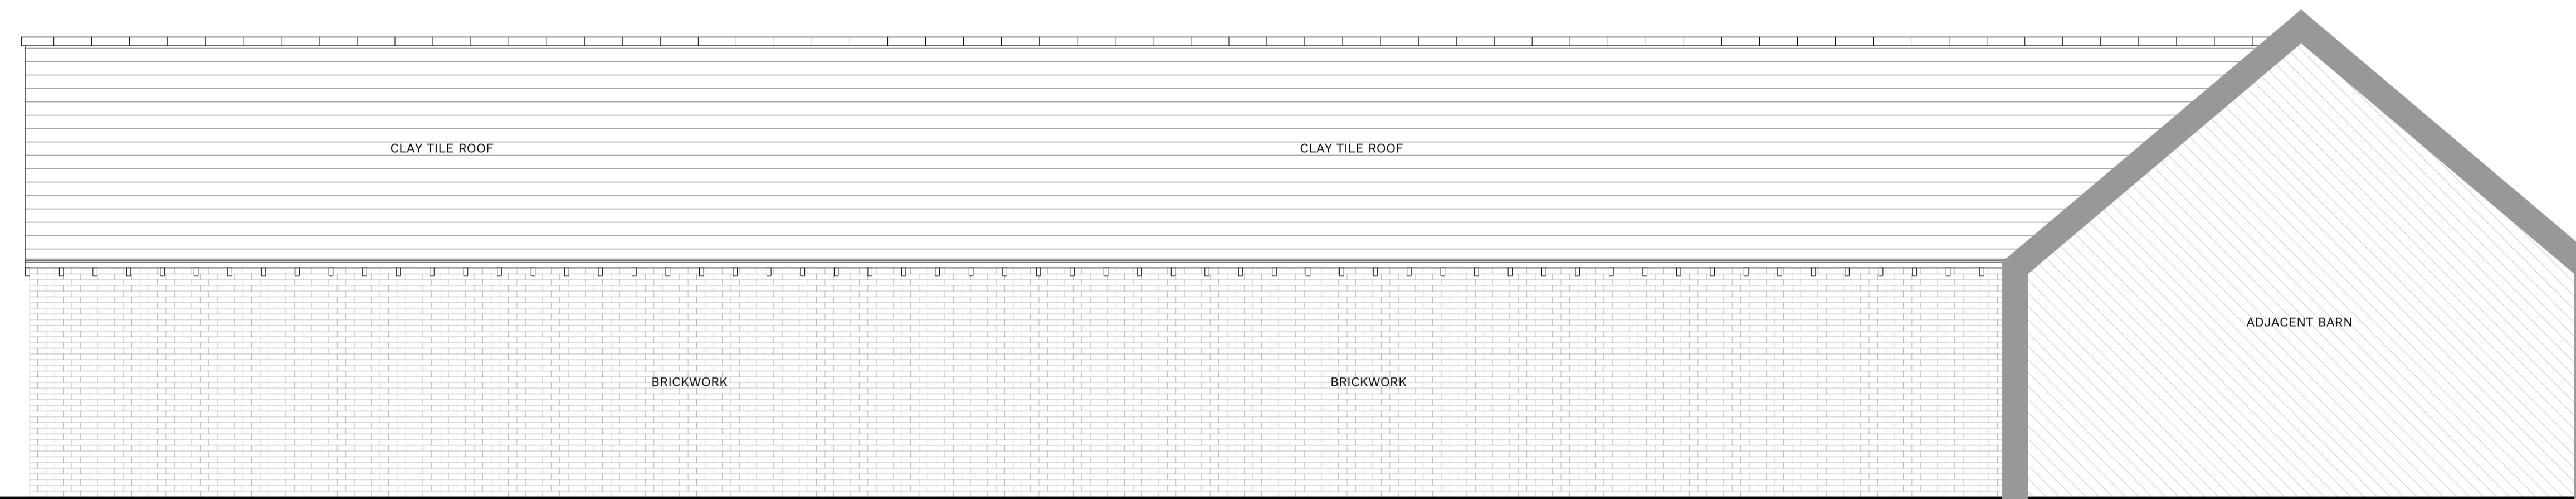 CLAY TILE ROOF
CLAY TILE ROOF
ADJACENT BARN
BRICKWORK
BRICKWORK